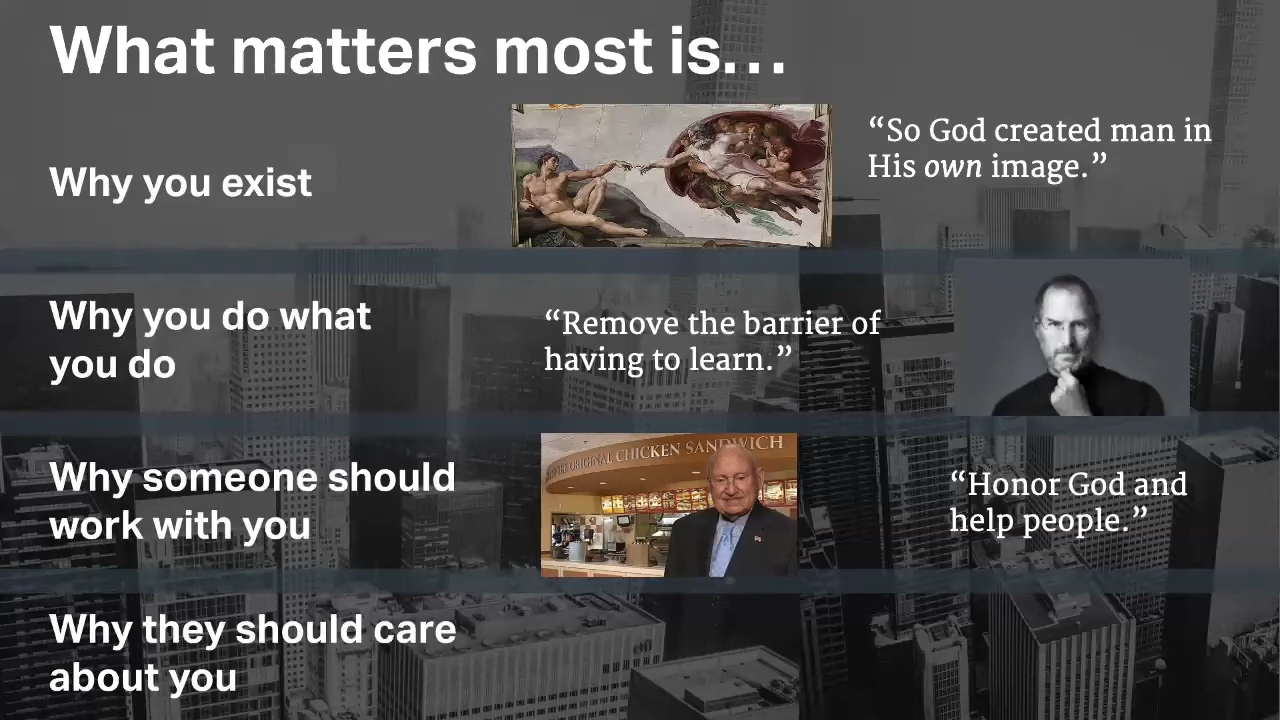 What matters most is...
Why you exist
“So God created man in
His own image.”
Why you do what
you do
“Remove the barrier of
having to learn.”
Why someone should
work with you
ORIGINAL CHICKEN SANDWICH
“Honor God and
help people.”
Why they should care
about you